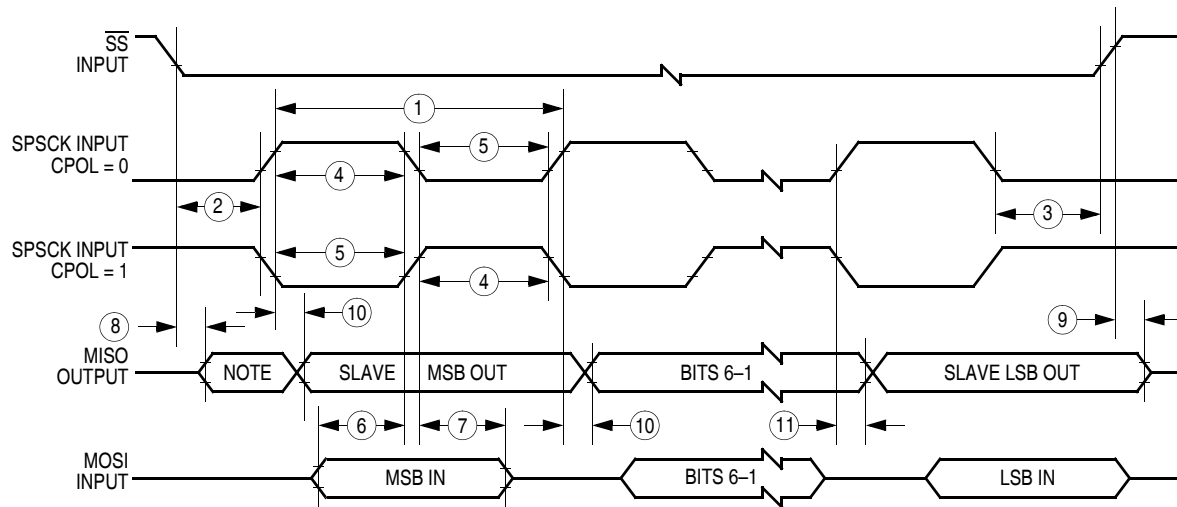 SS
INPUT
1
SPSCK INPUT
CPOL = 0
5
4
2
3
SPSCK INPUT
CPOL = 1
5
4
8
10
9
MISO
OUTPUT
NOTE
SLAVE
MSB OUT
BITS 6–1
SLAVE LSB OUT
6
7
10
11
MOSI
INPUT
MSB IN
BITS 6–1
LSB IN